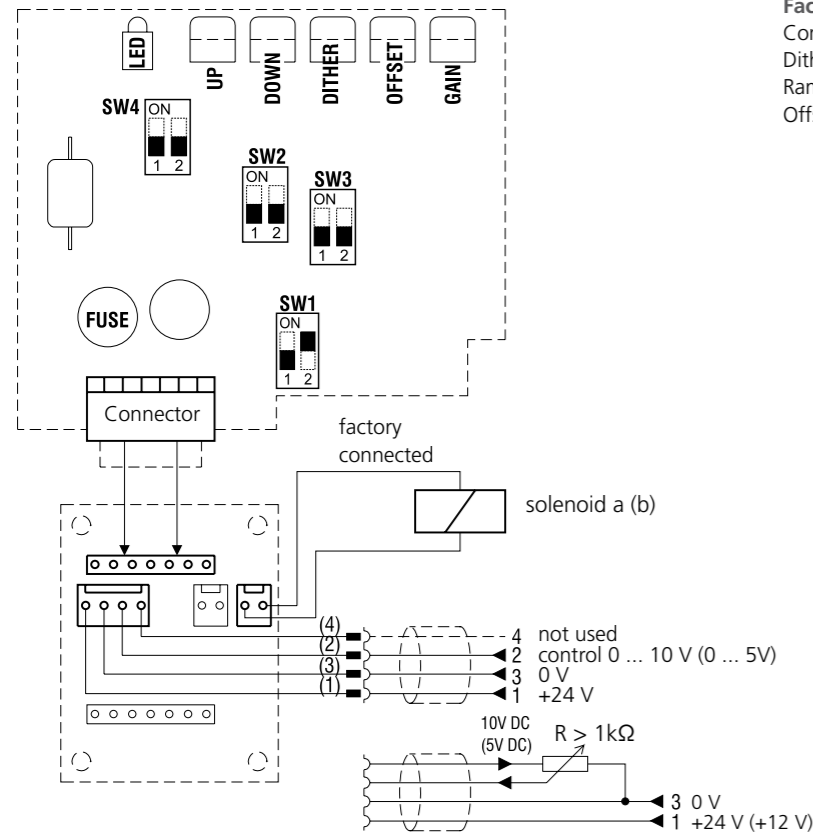 Fac
Con
Dith
Ran
Offs
LED
UP
DOWN
DITHER
OFFSET
GAIN
SW4
ON
1 2
SW2
ON
1 2
SW3
ON
1 2
FUSE
SW1
ON
1 2
Connector
factory
connected
solenoid a (b)
(4)
4 not used
(2)
2 control 0 ... 10 V (0 ... 5V)
(3)
3 0 V
(1)
1 +24 V
10V DC
(5V DC)
R > 1kΩ
3 0 V
1 +24 V (+12 V)